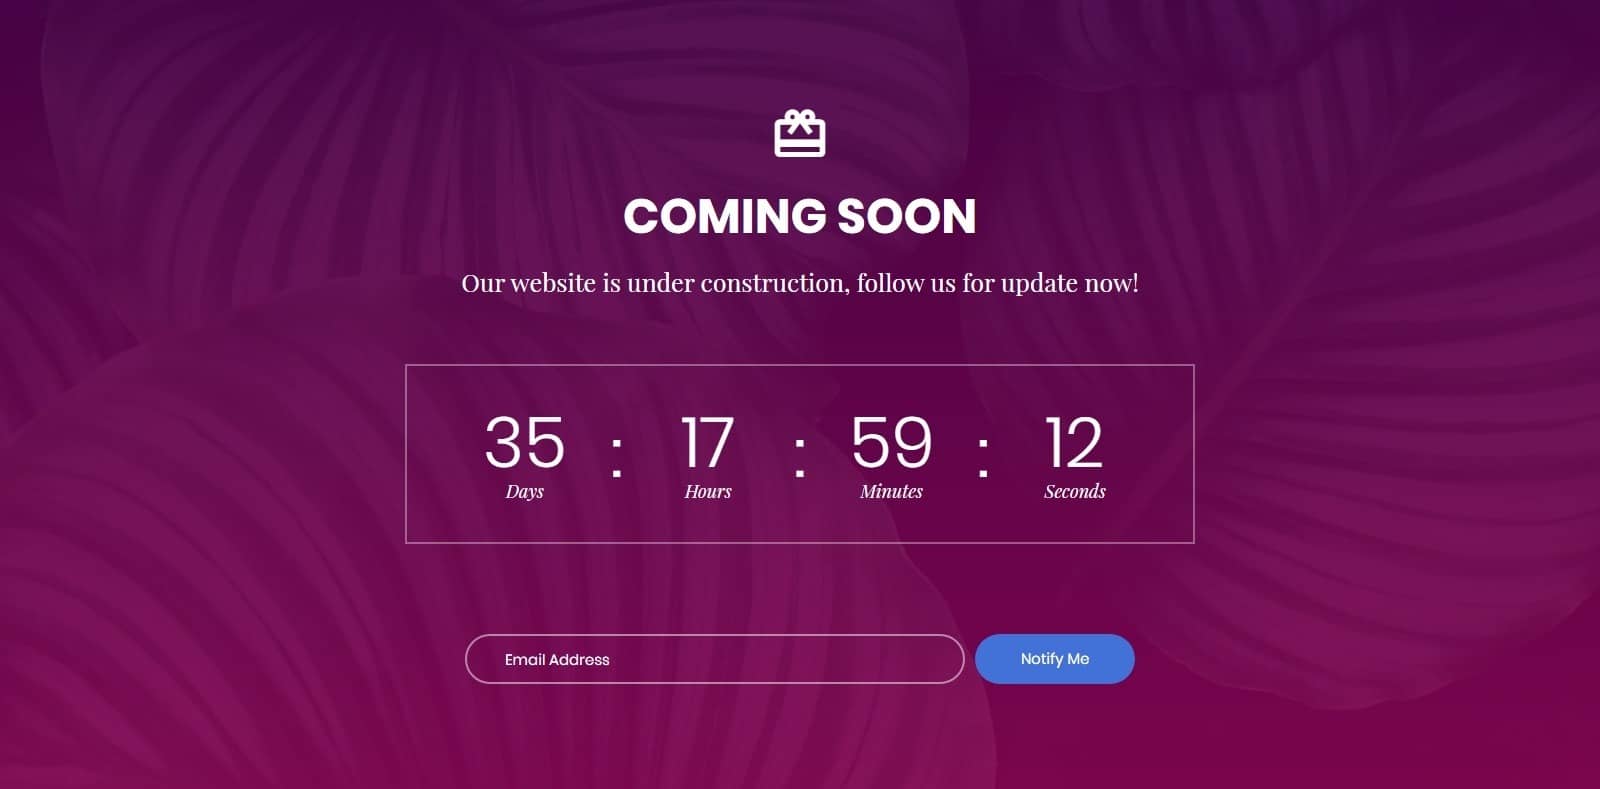 COMING SOON
Our website is under construction, follow us for update now!
35 : 17 : 59 : 12
Days Hours Minutes Seconds
Email Address Notify Me